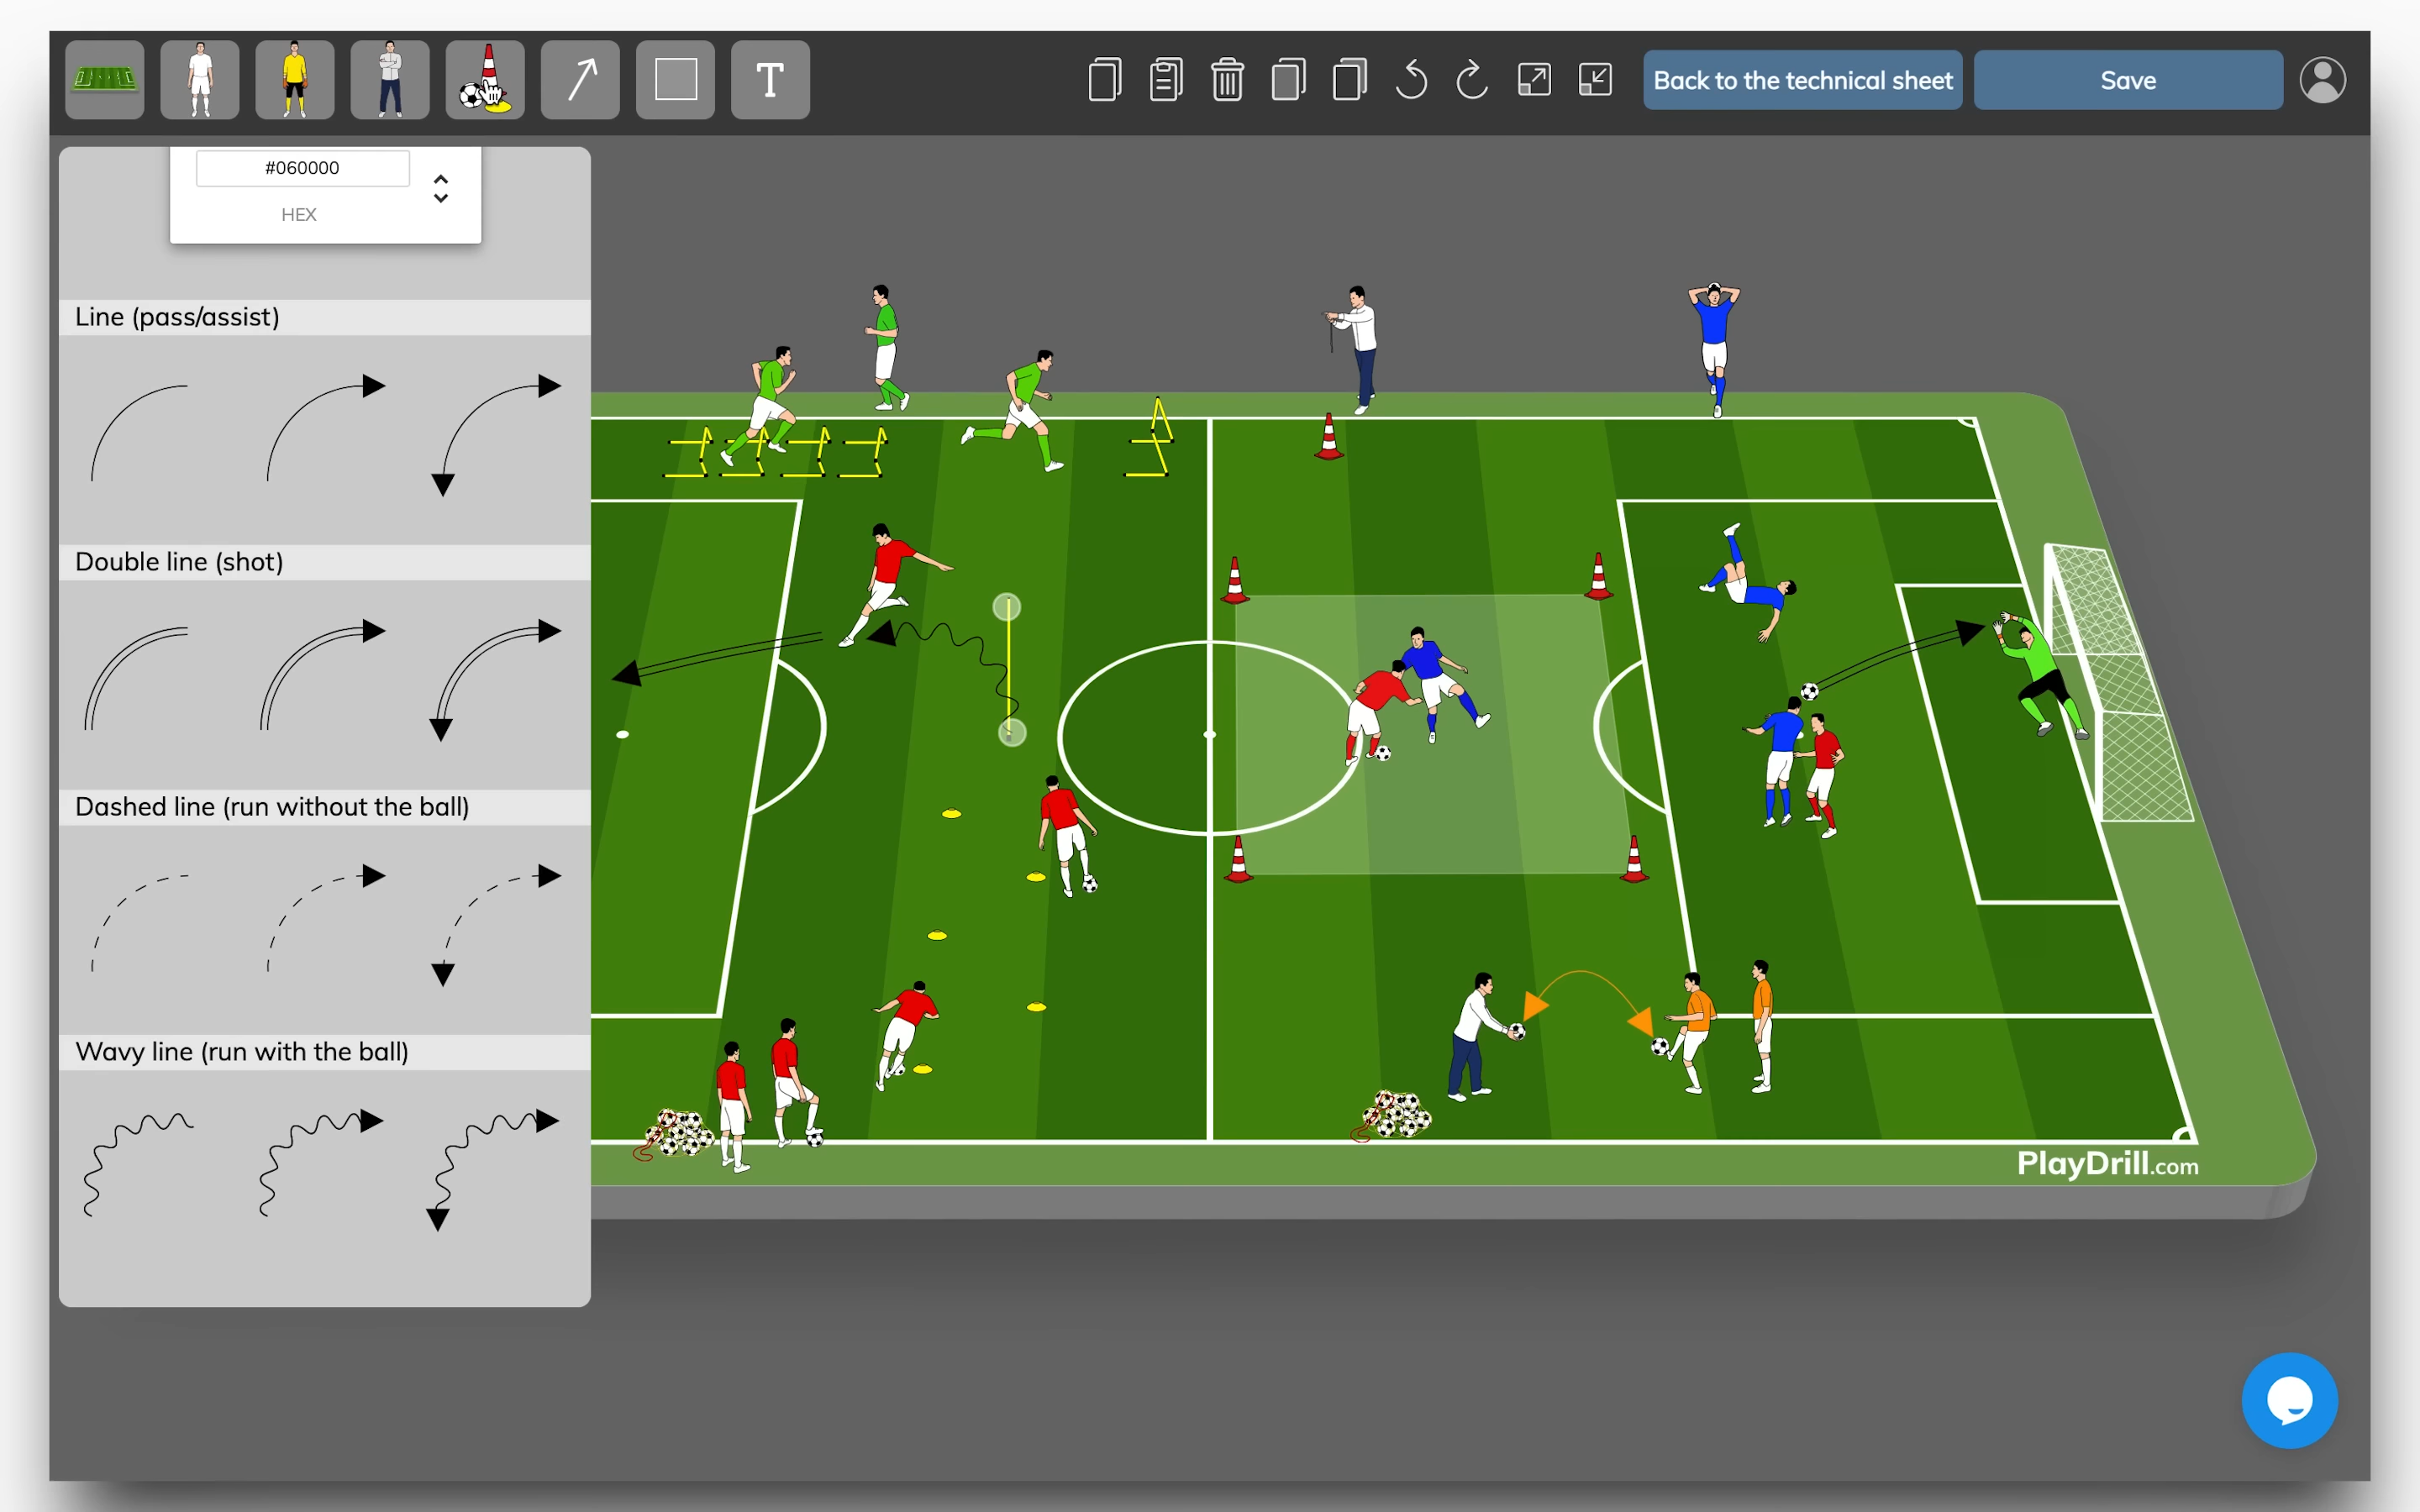 T
Back to the technical sheet
Save
#060000
HEX
Line (pass/assist)
Double line (shot)
Dashed line (run without the ball)
Wavy line (run with the ball)
PlayDrill.com